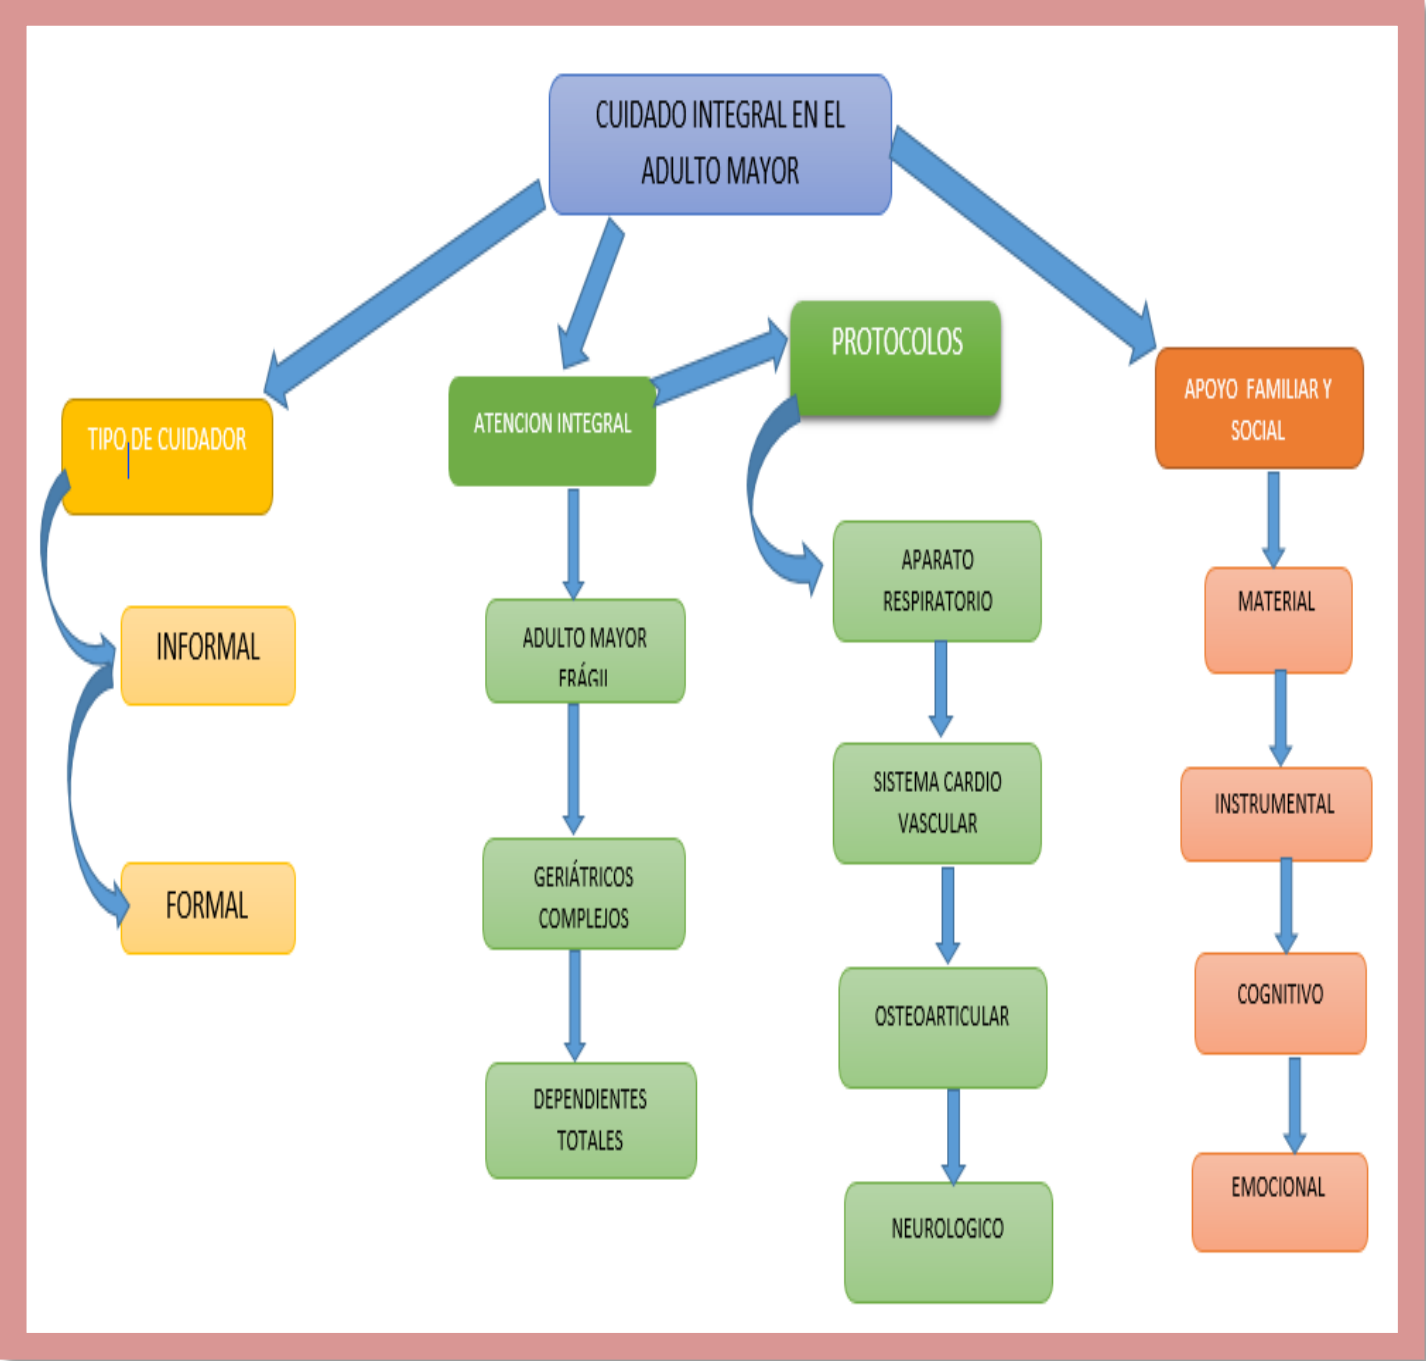 CUIDADO INTEGRAL EN EL
ADULTO MAYOR
TIPO DE CUIDADOR
INFORMAL
FORMAL
ATENCION INTEGRAL
ADULTO MAYOR
FRÁGIL
GERIÁTRICOS
COMPLEJOS
DEPENDIENTES
TOTALES
PROTOCOLOS
APARATO
RESPIRATORIO
SISTEMA CARDIO
VASCULAR
OSTEOARTICULAR
NEUROLOGICO
APOYO FAMILIAR Y
SOCIAL
MATERIAL
INSTRUMENTAL
COGNITIVO
EMOCIONAL